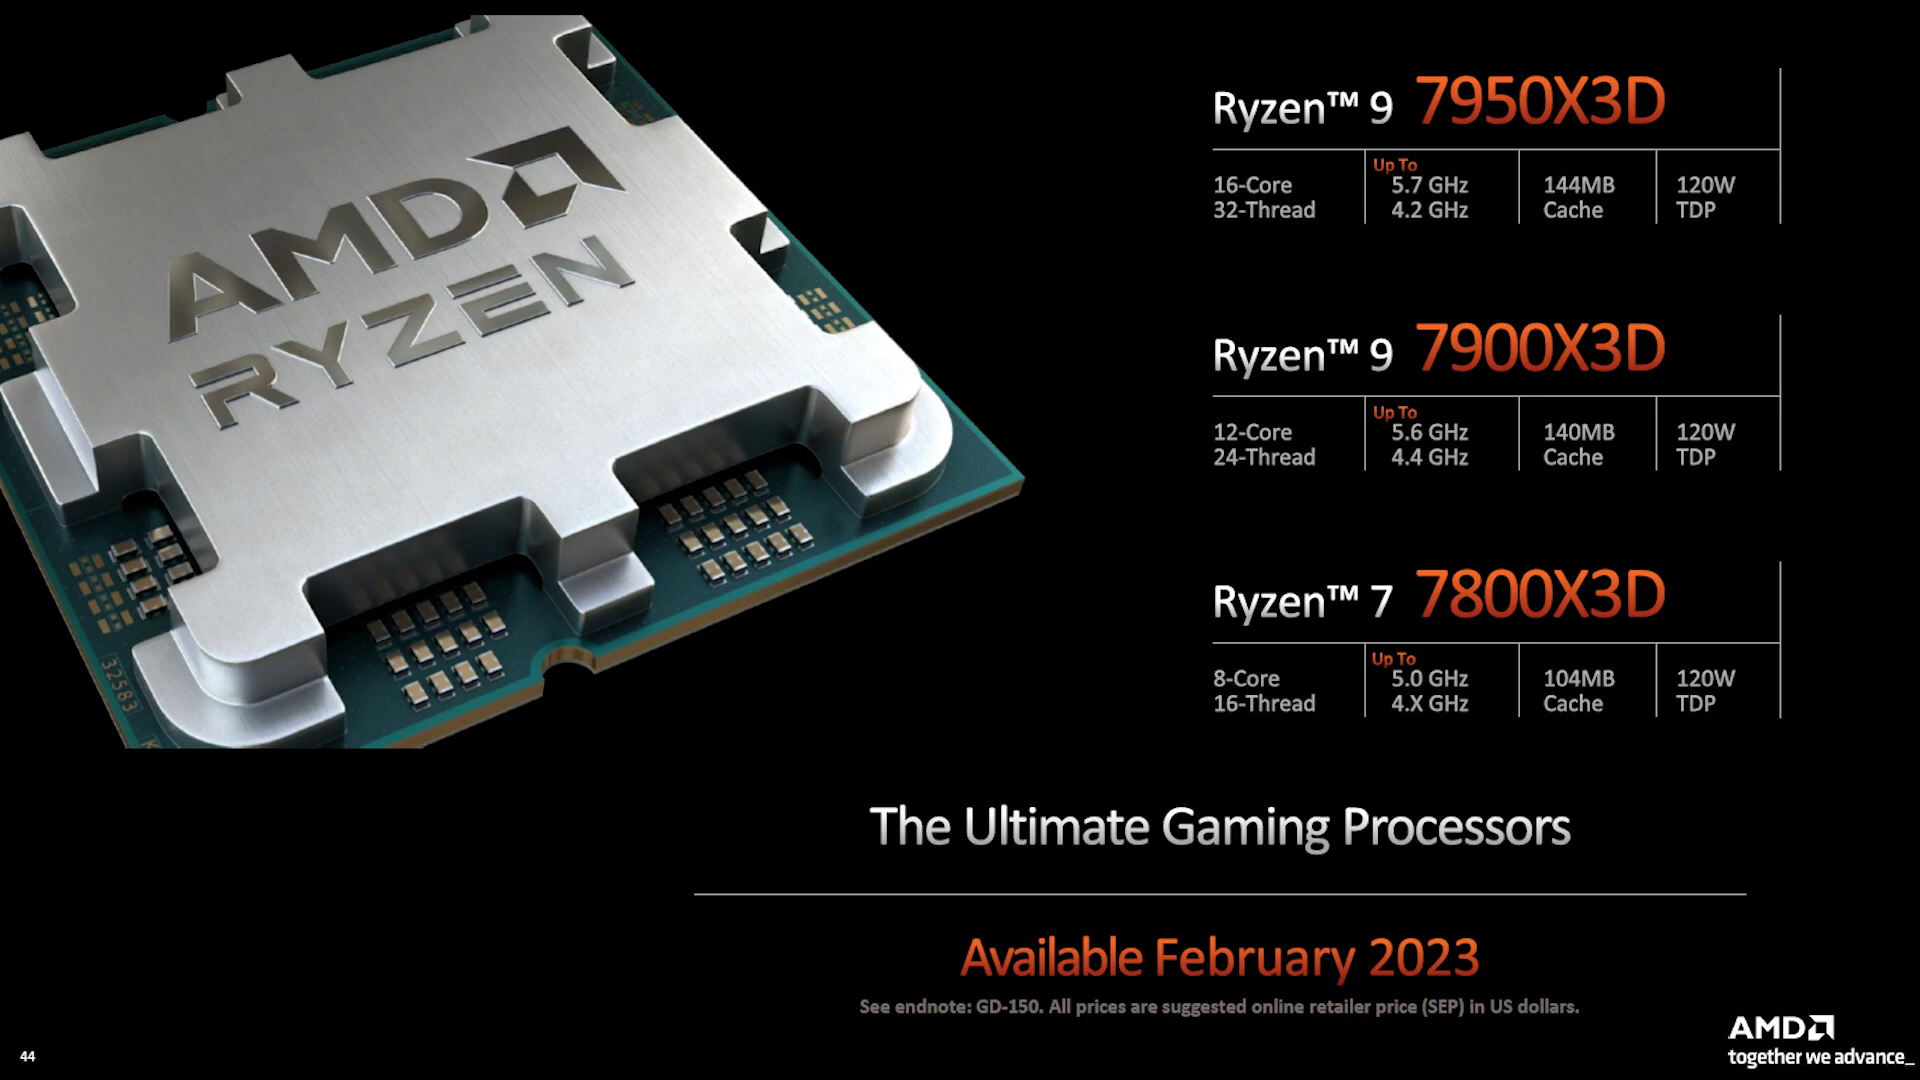 AMD
RYZEN
32583
K
Ryzen™ 9 7950X3D
16-Core
32-Thread
Up To
5.7 GHz
4.2 GHz
144MB
Cache
120W
TDP
Ryzen™ 9 7900X3D
12-Core
24-Thread
Up To
5.6 GHz
4.4 GHz
140MB
Cache
120W
TDP
Ryzen™ 7 7800X3D
8-Core
16-Thread
Up To
5.0 GHz
4.X GHz
104MB
Cache
120W
TDP
The Ultimate Gaming Processors
Available February 2023
See endnote: GD-150. All prices are suggested online retailer price (SEP) in US dollars.
44
AMD
together we advance_